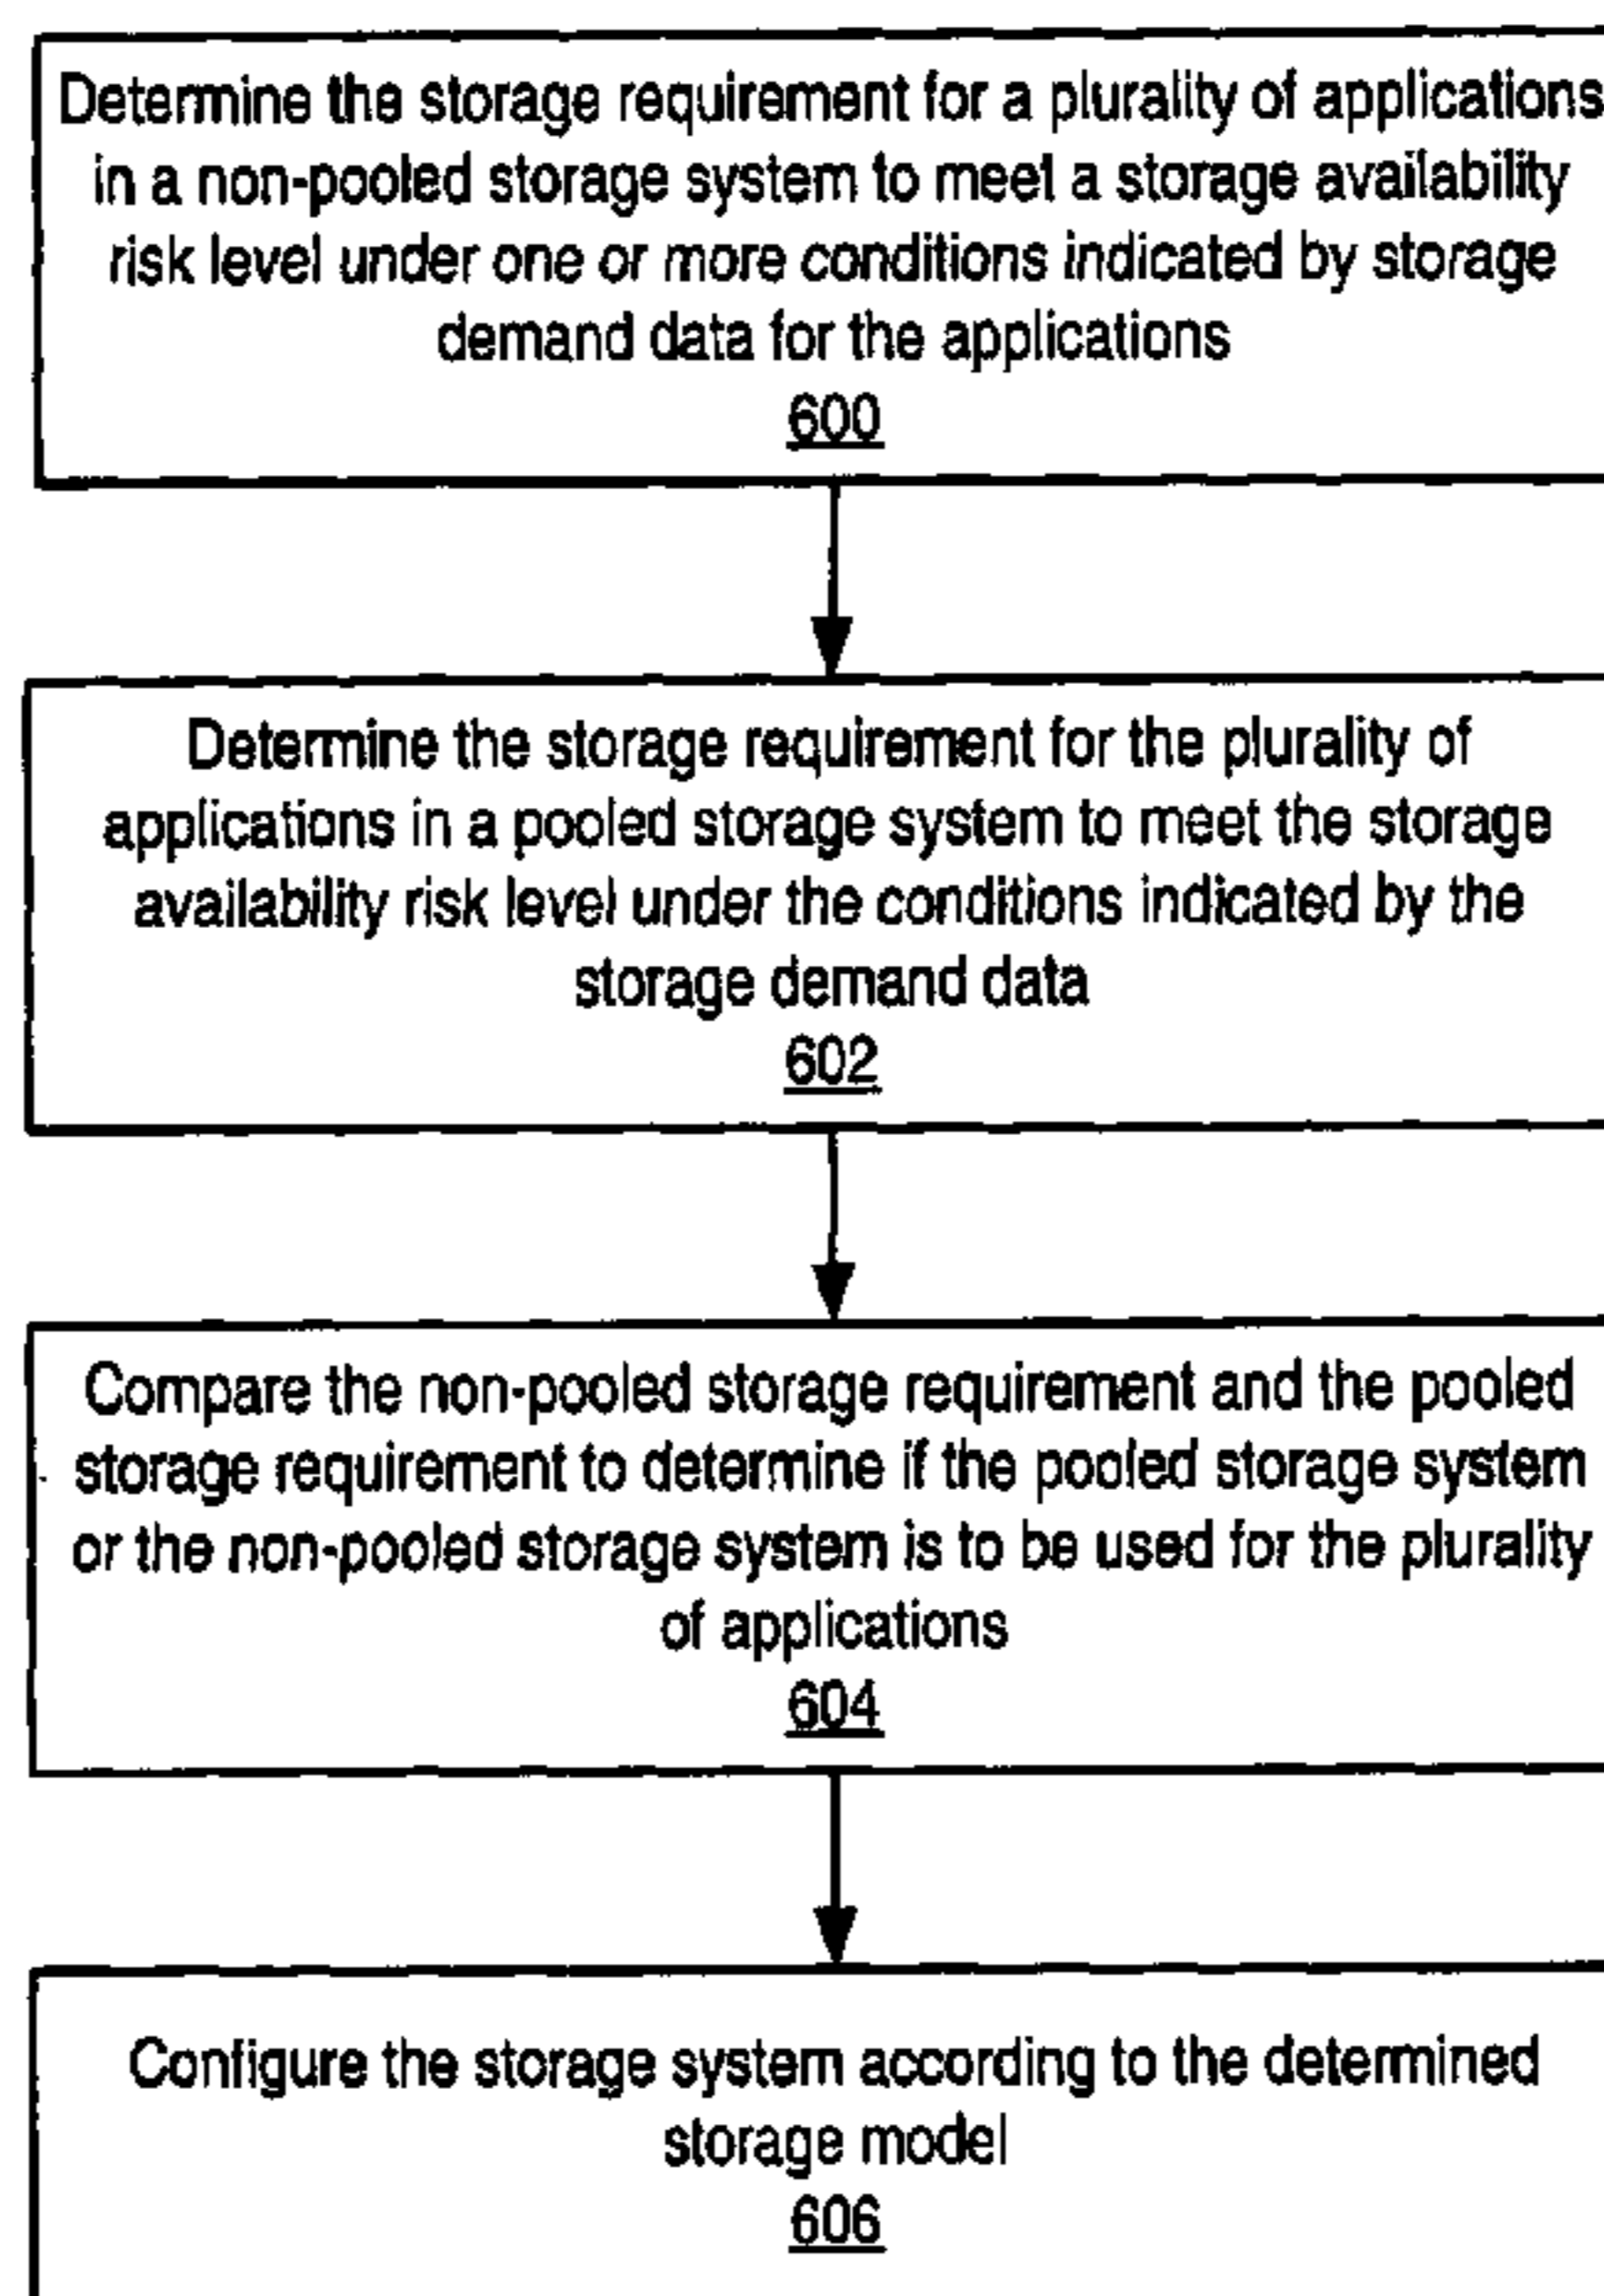 Determine the storage requirement for a plurality of applications
in a non-pooled storage system to meet a storage availability
risk level under one or more conditions indicated by storage
demand data for the applications
600
Determine the storage requirement for the plurality of
applications in a pooled storage system to meet the storage
availability risk level under the conditions indicated by the
storage demand data
602
Compare the non-pooled storage requirement and the pooled
storage requirement to determine if the pooled storage system
or the non-pooled storage system is to be used for the plurality
of applications
604
Configure the storage system according to the determined
storage model
606